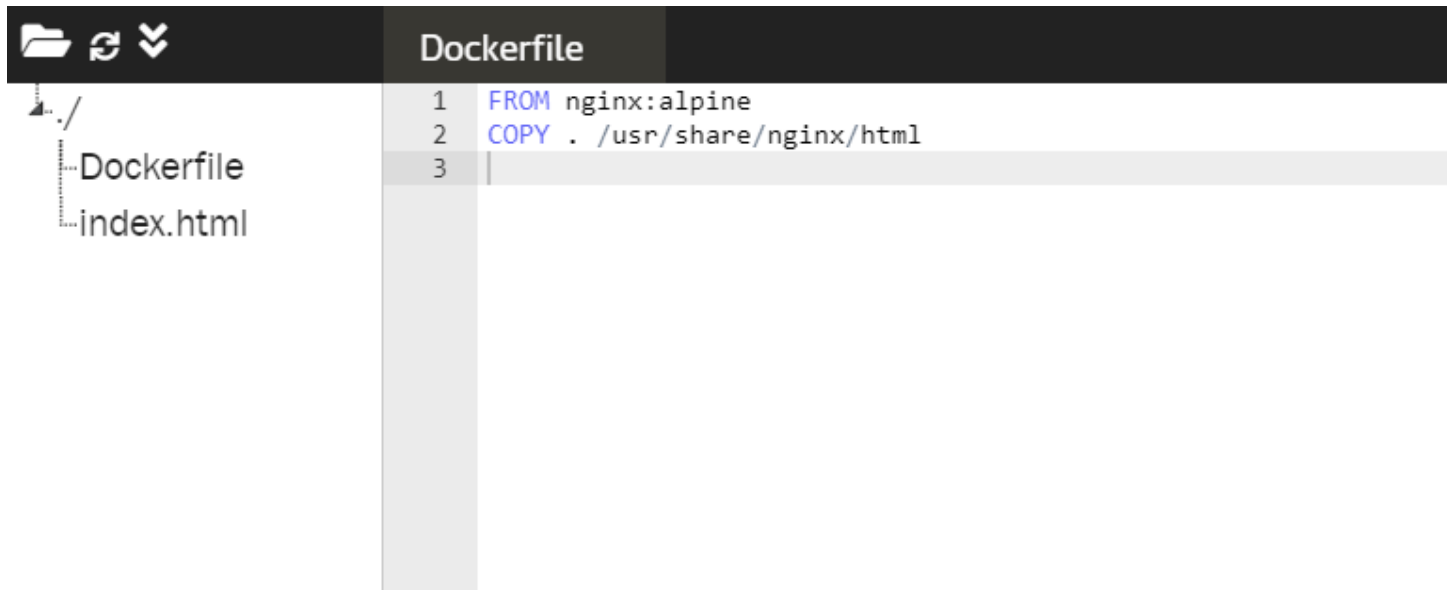 Dockerfile
./
Dockerfile
index.html
1 FROM nginx:alpine
2 COPY . /usr/share/nginx/html
3